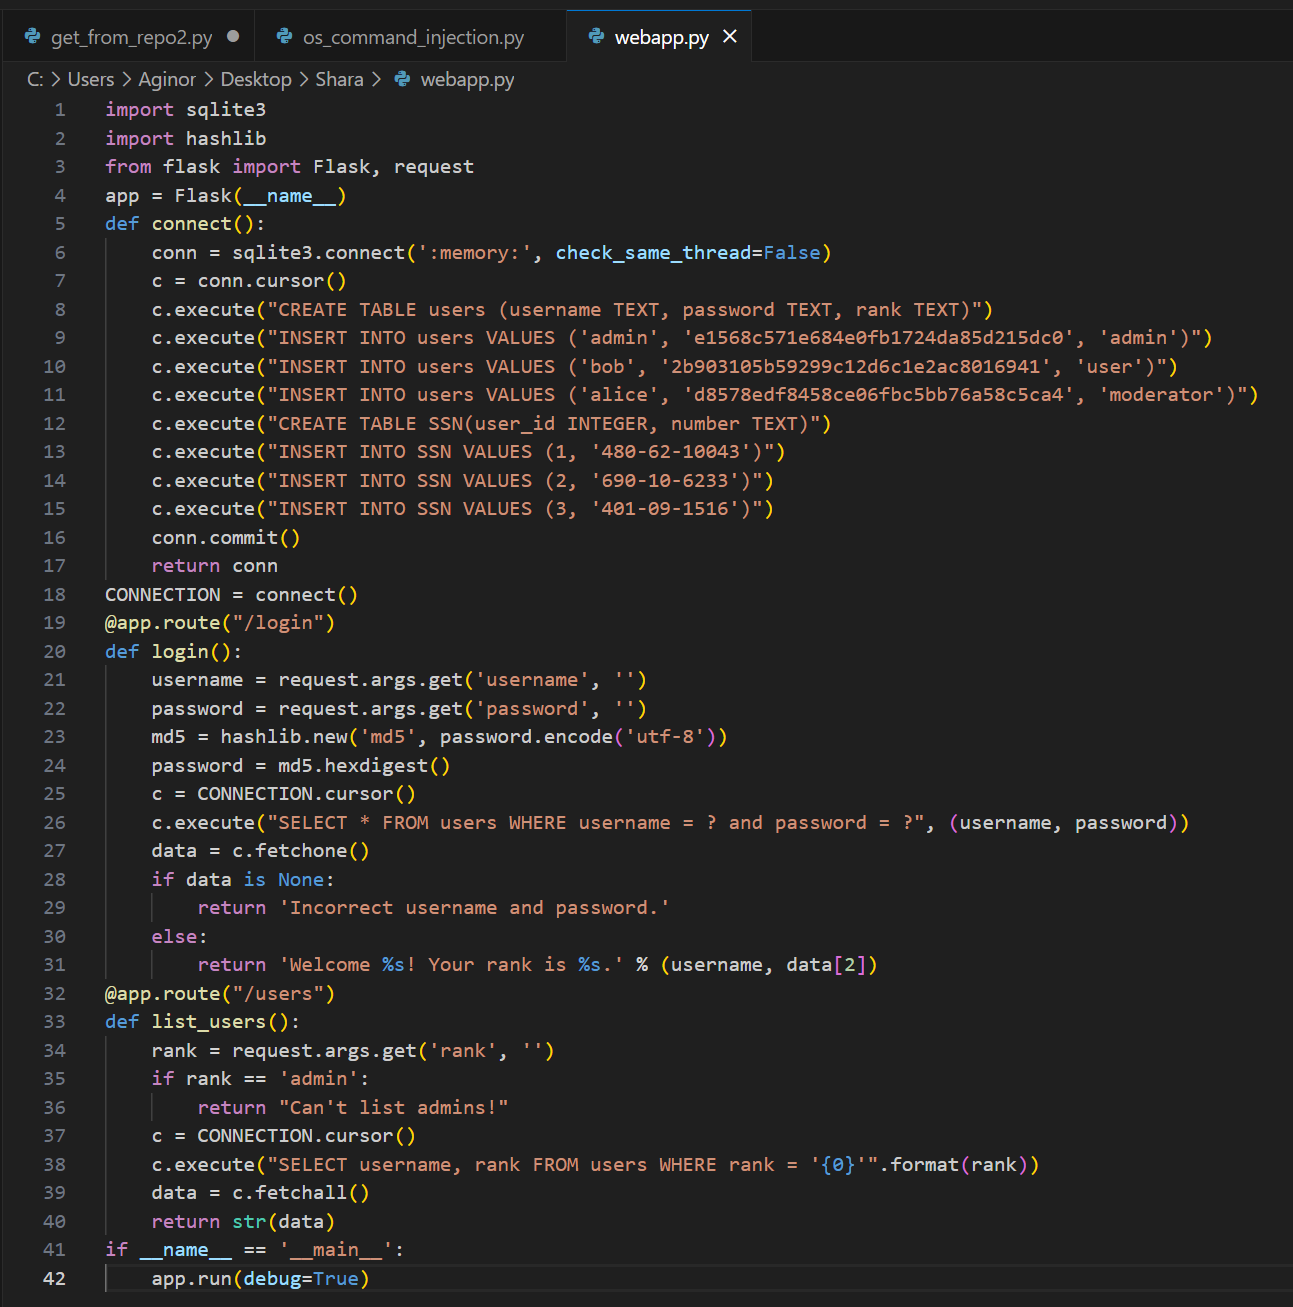 get_from_repo2.py
os_command_injection.py
webapp.py
C: > Users > Aginor > Desktop > Shara > webapp.py
1 import sqlite3
2 import hashlib
3 from flask import Flask, request
4 app = Flask(__name__)
5 def connect():
6     conn = sqlite3.connect(':memory:', check_same_thread=False)
7     c = conn.cursor()
8     c.execute("CREATE TABLE users (username TEXT, password TEXT, rank TEXT)")
9     c.execute("INSERT INTO users VALUES ('admin', 'e1568c571e684e0fb1724da85d215dc0', 'admin')")
10     c.execute("INSERT INTO users VALUES ('bob', '2b903105b59299c12d6c1e2ac8016941', 'user')")
11     c.execute("INSERT INTO users VALUES ('alice', 'd8578edf8458ce06fbc5bb76a58c5ca4', 'moderator')")
12     c.execute("CREATE TABLE SSN(user_id INTEGER, number TEXT)")
13     c.execute("INSERT INTO SSN VALUES (1, '480-62-10043')")
14     c.execute("INSERT INTO SSN VALUES (2, '690-10-6233')")
15     c.execute("INSERT INTO SSN VALUES (3, '401-09-1516')")
16     conn.commit()
17     return conn
18 CONNECTION = connect()
19 @app.route("/login")
20 def login():
21     username = request.args.get('username', '')
22     password = request.args.get('password', '')
23     md5 = hashlib.new('md5', password.encode('utf-8'))
24     password = md5.hexdigest()
25     c = CONNECTION.cursor()
26     c.execute("SELECT * FROM users WHERE username = ? and password = ?", (username, password))
27     data = c.fetchone()
28     if data is None:
29         return 'Incorrect username and password.'
30     else:
31         return 'Welcome %s! Your rank is %s.' % (username, data[2])
32 @app.route("/users")
33 def list_users():
34     rank = request.args.get('rank', '')
35     if rank == 'admin':
36         return "Can't list admins!"
37     c = CONNECTION.cursor()
38     c.execute("SELECT username, rank FROM users WHERE rank = '{0}'".format(rank))
39     data = c.fetchall()
40     return str(data)
41 if __name__ == '__main__':
42     app.run(debug=True)